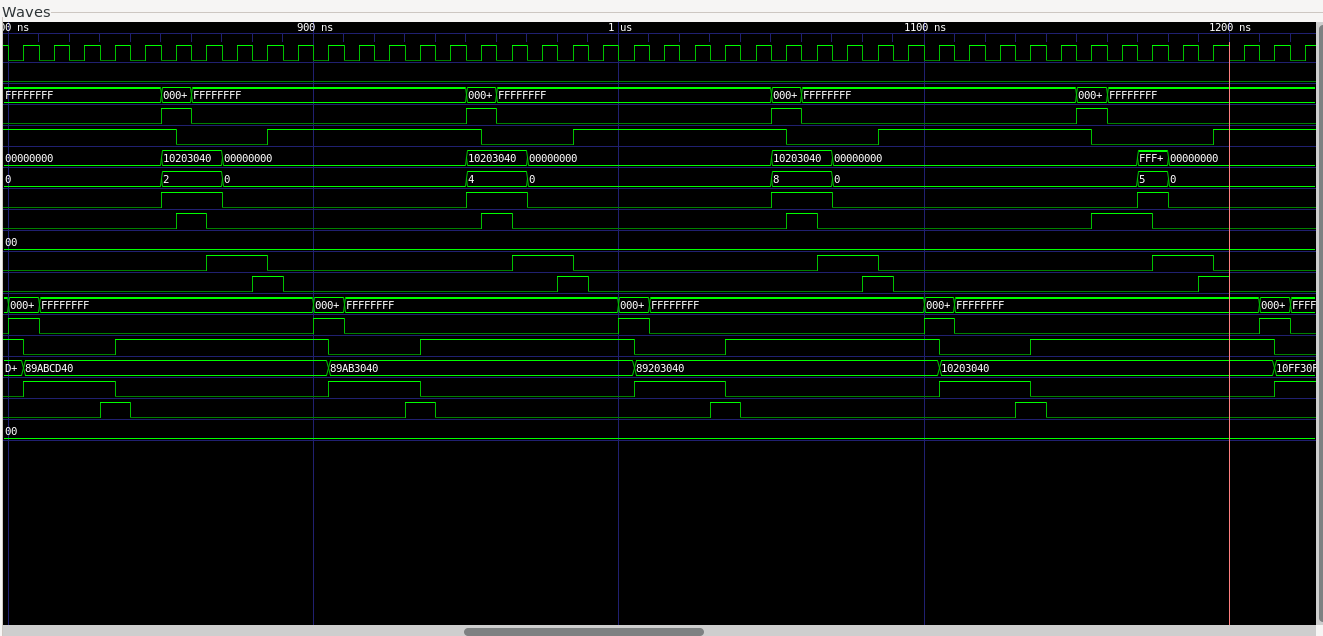 Waves
00 ns 900 ns 1 us 1100 ns 1200 ns
FFFFFFFF 000+ FFFFFFFF 000+ FFFFFFFF 000+ FFFFFFFF 000+ FFFFFFFF
00000000 10203040 00000000 10203040 00000000 10203040 00000000 FFF+ 00000000
0 2 0 4 0 8 0 5 0
00
000+ FFFFFFFF 000+ FFFFFFFF 000+ FFFFFFFF 000+ FFFFFFFF 000+ FFFF
D+ 89ABCD40 89AB3040 89203040 10203040 10FF30F
00